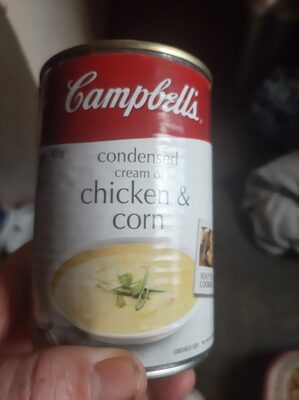 Campbell's
condensed
cream of
chicken &
corn